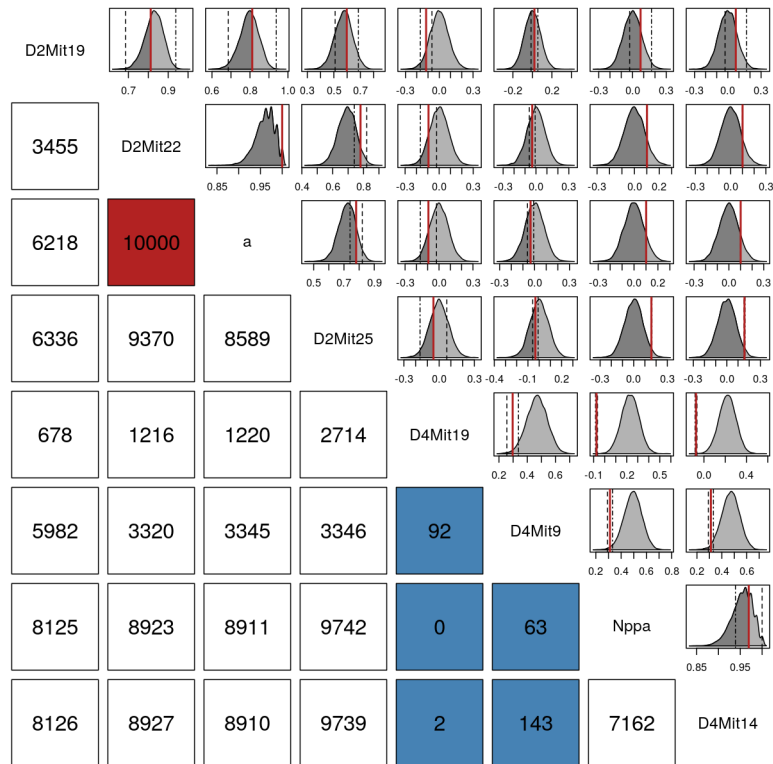 D2Mit19
0.7 0.9 0.6 0.8 1.0 0.3 0.5 0.7 -0.3 0.0 0.3 -0.2 0.2 -0.3 0.0 0.3 -0.3 0.0 0.3
3455 D2Mit22
0.85 0.95 0.4 0.6 0.8 -0.3 0.0 0.3 -0.3 0.0 0.3 -0.3 0.0 0.2 -0.3 0.0 0.3
6218 10000 a
0.5 0.7 0.9 -0.3 0.0 0.3 -0.3 0.0 0.3 -0.3 0.0 0.2 -0.3 0.0 0.3
6336 9370 8589 D2Mit25
-0.3 0.0 0.3 -0.4 -0.1 0.2 -0.3 0.0 0.3 -0.3 0.0 0.3
678 1216 1220 2714 D4Mit19
0.2 0.4 0.6 -0.1 0.2 0.5 0.0 0.4
5982 3320 3345 3346 92 D4Mit9
0.2 0.4 0.6 0.8 0.2 0.4 0.6
8125 8923 8911 9742 0 63 Nppa
0.85 0.95
8126 8927 8910 9739 2 143 7162 D4Mit14